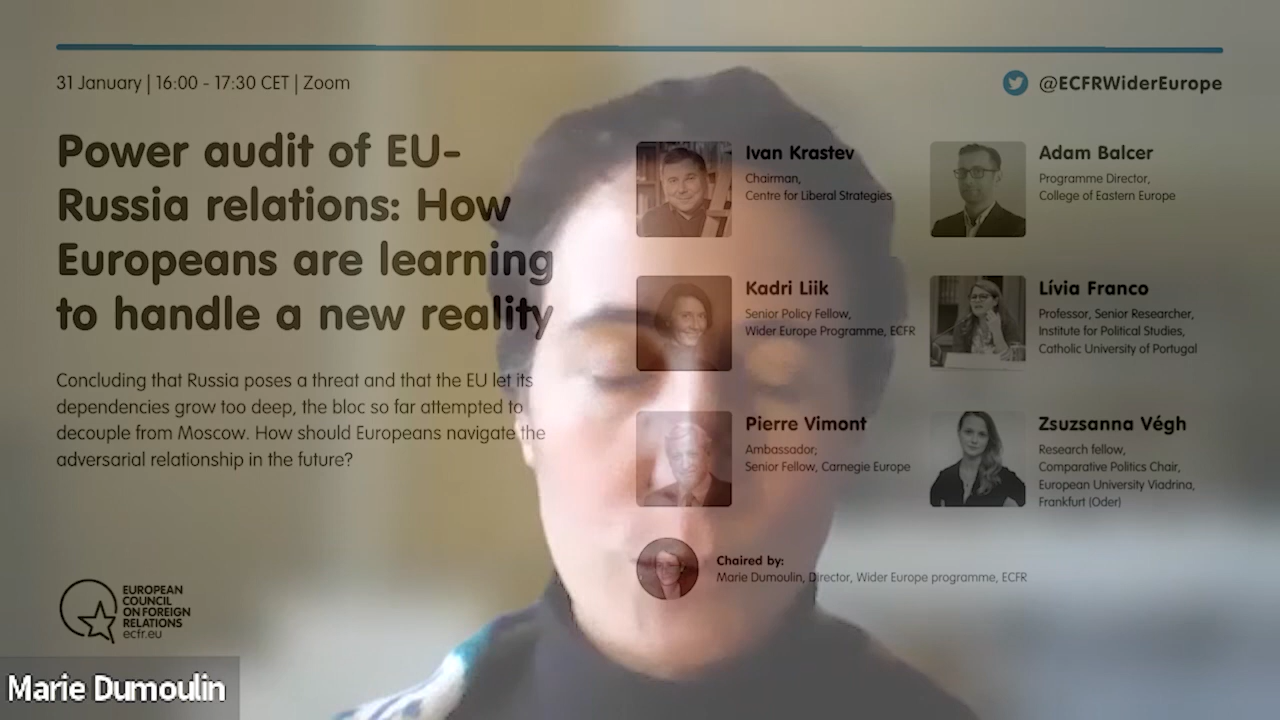 31 January | 16:00 - 17:30 CET | Zoom
@ECFRWiderEurope
Power audit of EU-
Russia relations: How
Europeans are learning
to handle a new reality
Concluding that Russia poses a threat and that the EU let its
dependencies grow too deep, the bloc so far attempted to
decouple from Moscow. How should Europeans navigate the
adversarial relationship in the future?
Ivan Krastev
Chairman,
Centre for Liberal Strategies
Adam Balcer
Programme Director,
College of Eastern Europe
Kadri Liik
Senior Policy Fellow,
Wider Europe Programme, ECFR
Lívia Franco
Professor, Senior Researcher,
Institute for Political Studies,
Catholic University of Portugal
Pierre Vimont
Ambassador;
Senior Fellow, Carnegie Europe
Zsuzsanna Végh
Research fellow,
Comparative Politics Chair,
European University Viadrina,
Frankfurt (Oder)
Chaired by:
Marie Dumoulin, Director, Wider Europe programme, ECFR
EUROPEAN
COUNCIL
ON FOREIGN
RELATIONS
ecfr.eu
Marie Dumoulin